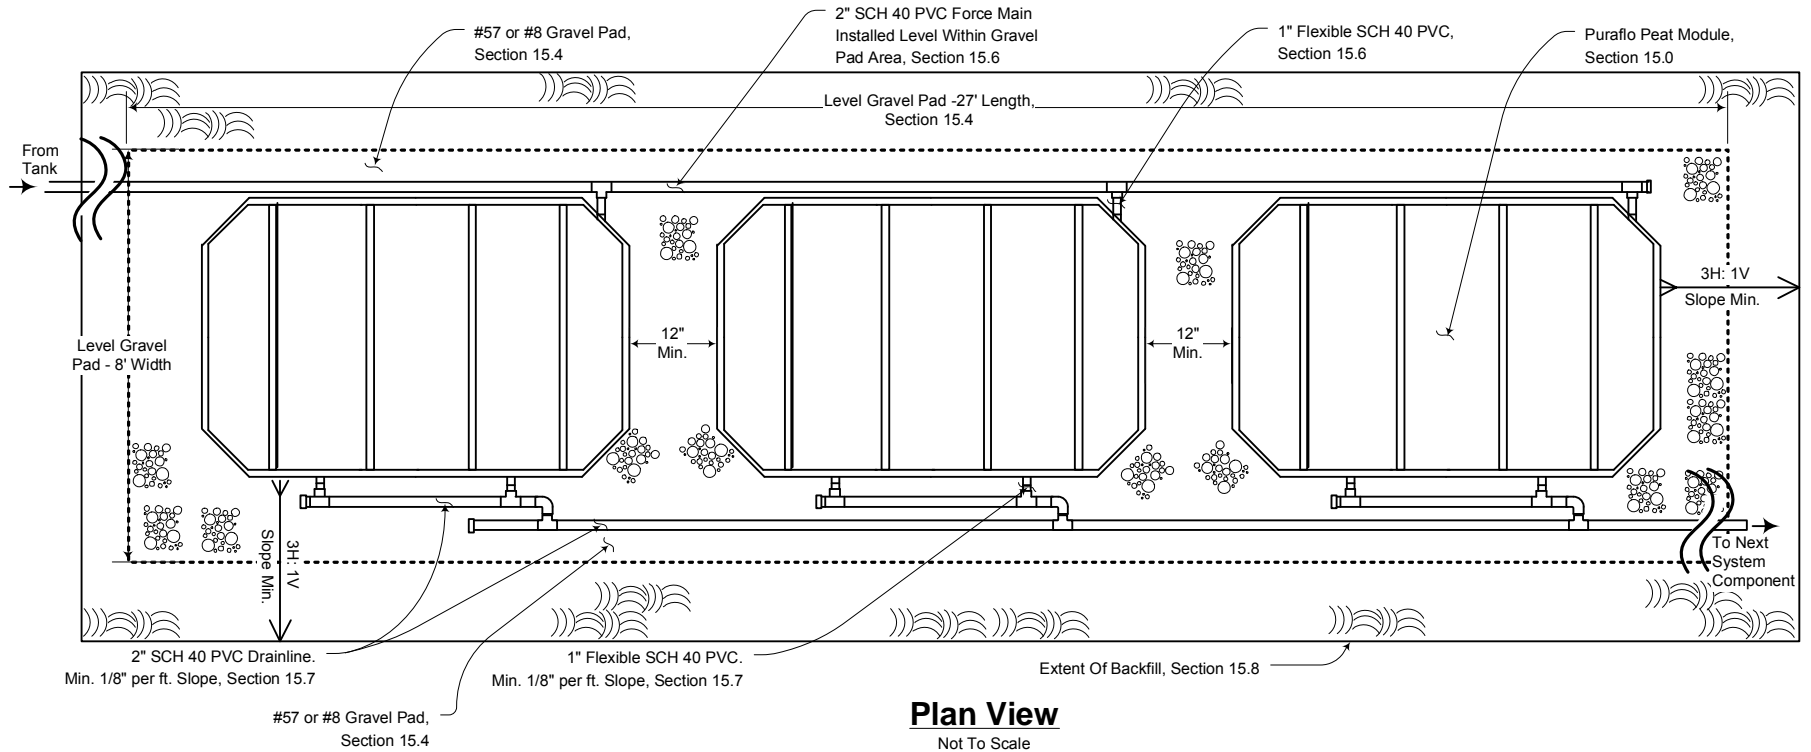 #57 or #8 Gravel Pad,
Section 15.4
2" SCH 40 PVC Force Main
Installed Level Within Gravel
Pad Area, Section 15.6
1" Flexible SCH 40 PVC,
Section 15.6
Puraflo Peat Module,
Section 15.0
Level Gravel Pad -27' Length,
Section 15.4
From
Tank
3H: 1V
Slope Min.
12"
Min.
12"
Min.
Level Gravel
Pad - 8' Width
3H: 1V
Slope Min.
To Next
System
Component
2" SCH 40 PVC Drainline.
Min. 1/8" per ft. Slope, Section 15.7
1" Flexible SCH 40 PVC.
Min. 1/8" per ft. Slope, Section 15.7
Extent Of Backfill, Section 15.8
#57 or #8 Gravel Pad,
Section 15.4
Plan View
Not To Scale